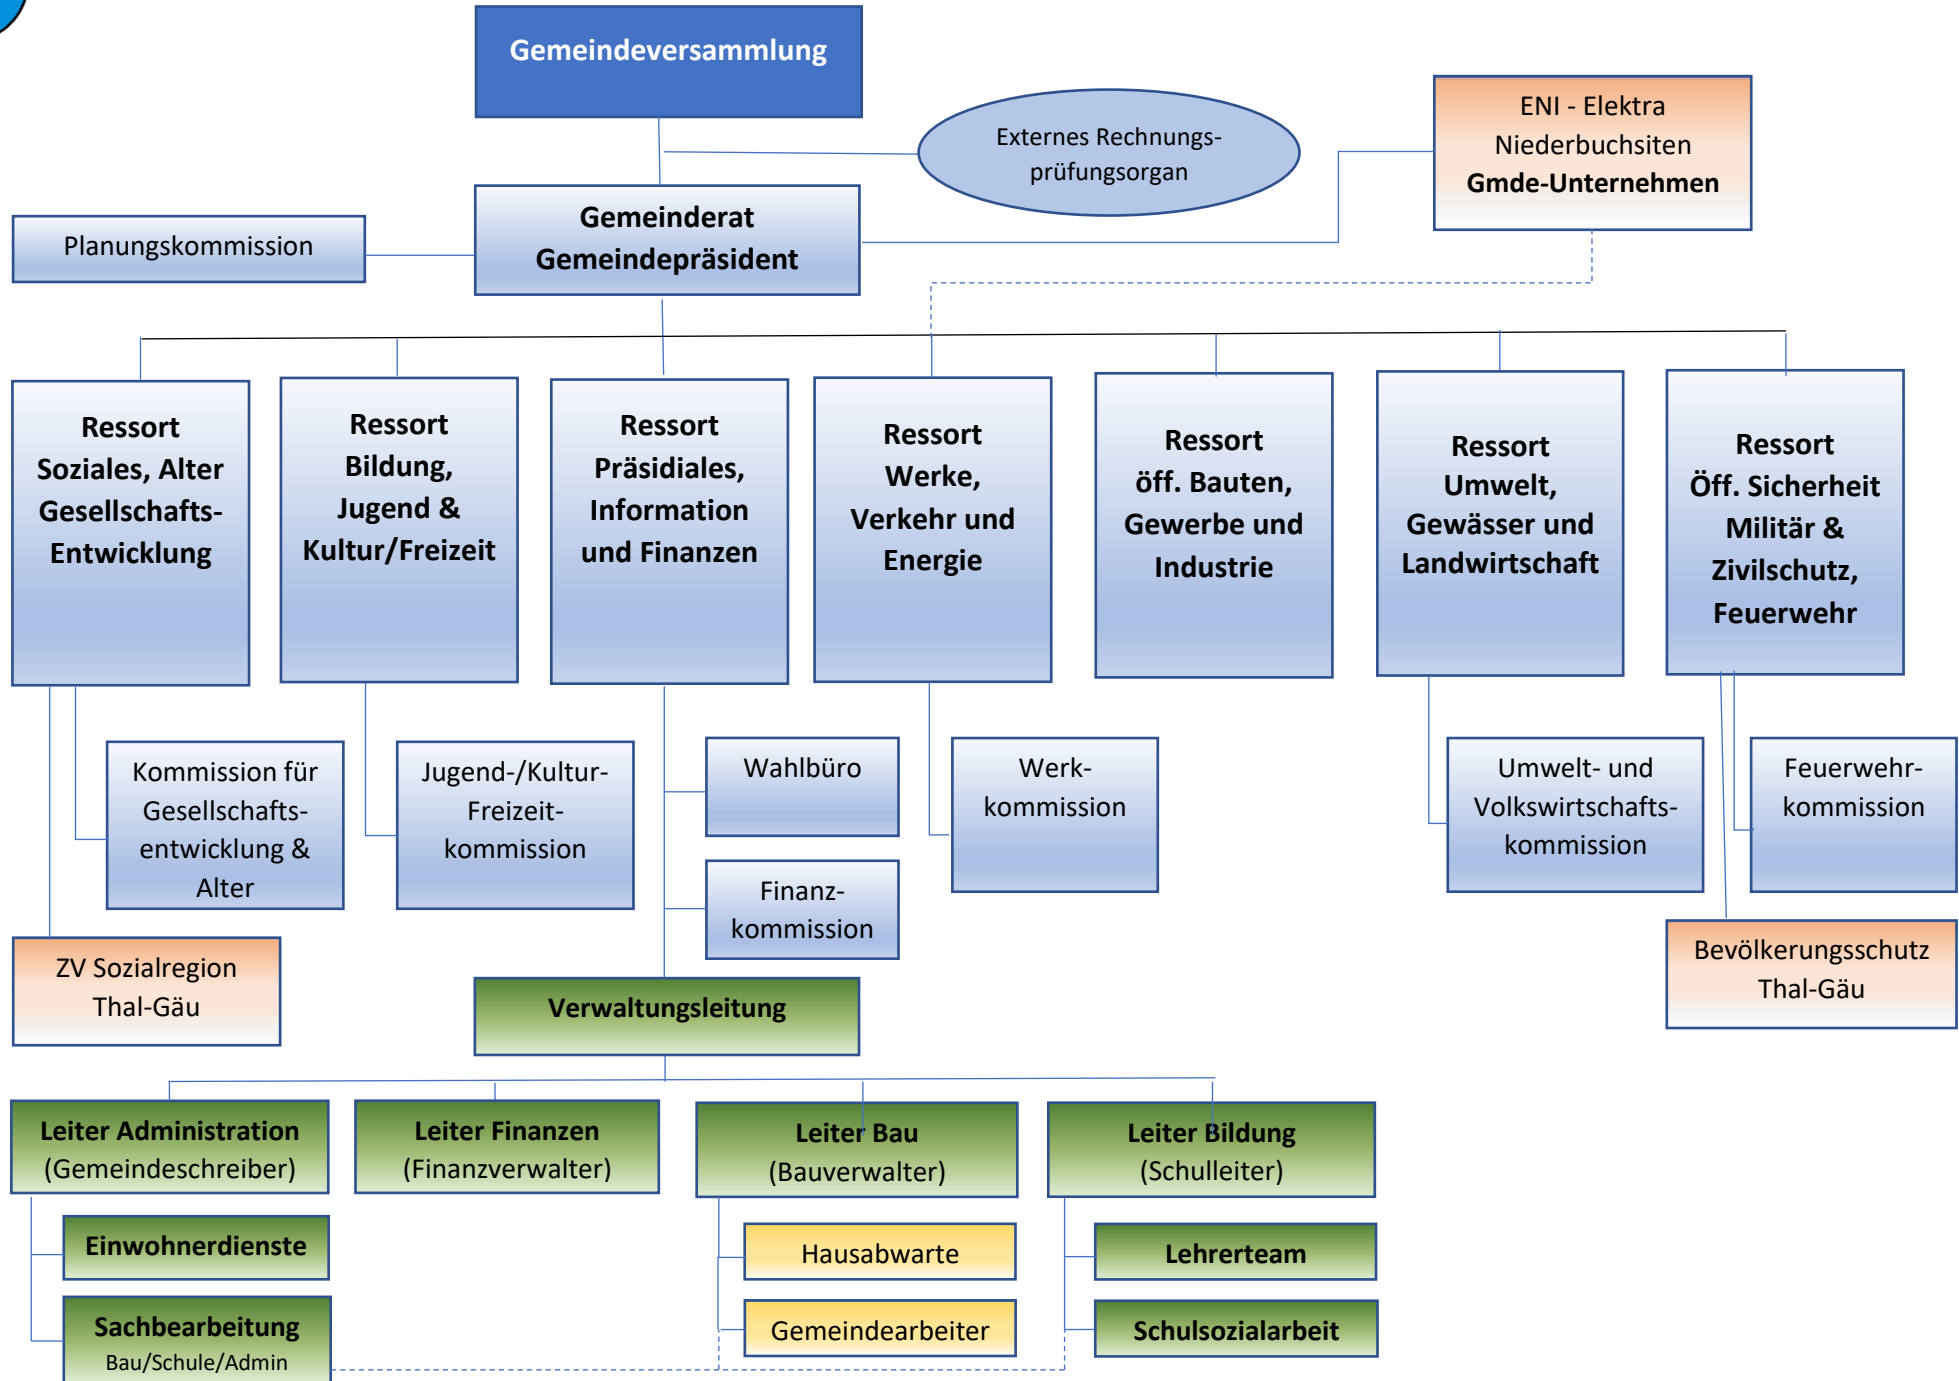 Gemeindeversammlung
Externes Rechnungs-
prüfungsorgan
ENI - Elektra
Niederbuchsiten
Gmde-Unternehmen
Gemeinderat
Gemeindepräsident
Planungskommission
Ressort
Soziales, Alter
Gesellschafts-
Entwicklung
Ressort
Bildung,
Jugend &
Kultur/Freizeit
Ressort
Präsidiales,
Information
und Finanzen
Ressort
Werke,
Verkehr und
Energie
Ressort
öff. Bauten,
Gewerbe und
Industrie
Ressort
Umwelt,
Gewässer und
Landwirtschaft
Ressort
Öff. Sicherheit
Militär &
Zivilschutz,
Feuerwehr
Kommission für
Gesellschafts-
entwicklung &
Alter
Jugend-/Kultur-
Freizeit-
kommission
Wahlbüro
Werk-
kommission
Umwelt- und
Volkswirtschafts-
kommission
Feuerwehr-
kommission
Finanz-
kommission
ZV Sozialregion
Thal-Gäu
Bevölkerungsschutz
Thal-Gäu
Verwaltungsleitung
Leiter Administration
(Gemeindeschreiber)
Leiter Finanzen
(Finanzverwalter)
Leiter Bau
(Bauverwalter)
Leiter Bildung
(Schulleiter)
Einwohnerdienste
Hausabwarte
Lehrerteam
Sachbearbeitung
Bau/Schule/Admin
Gemeindearbeiter
Schulsozialarbeit